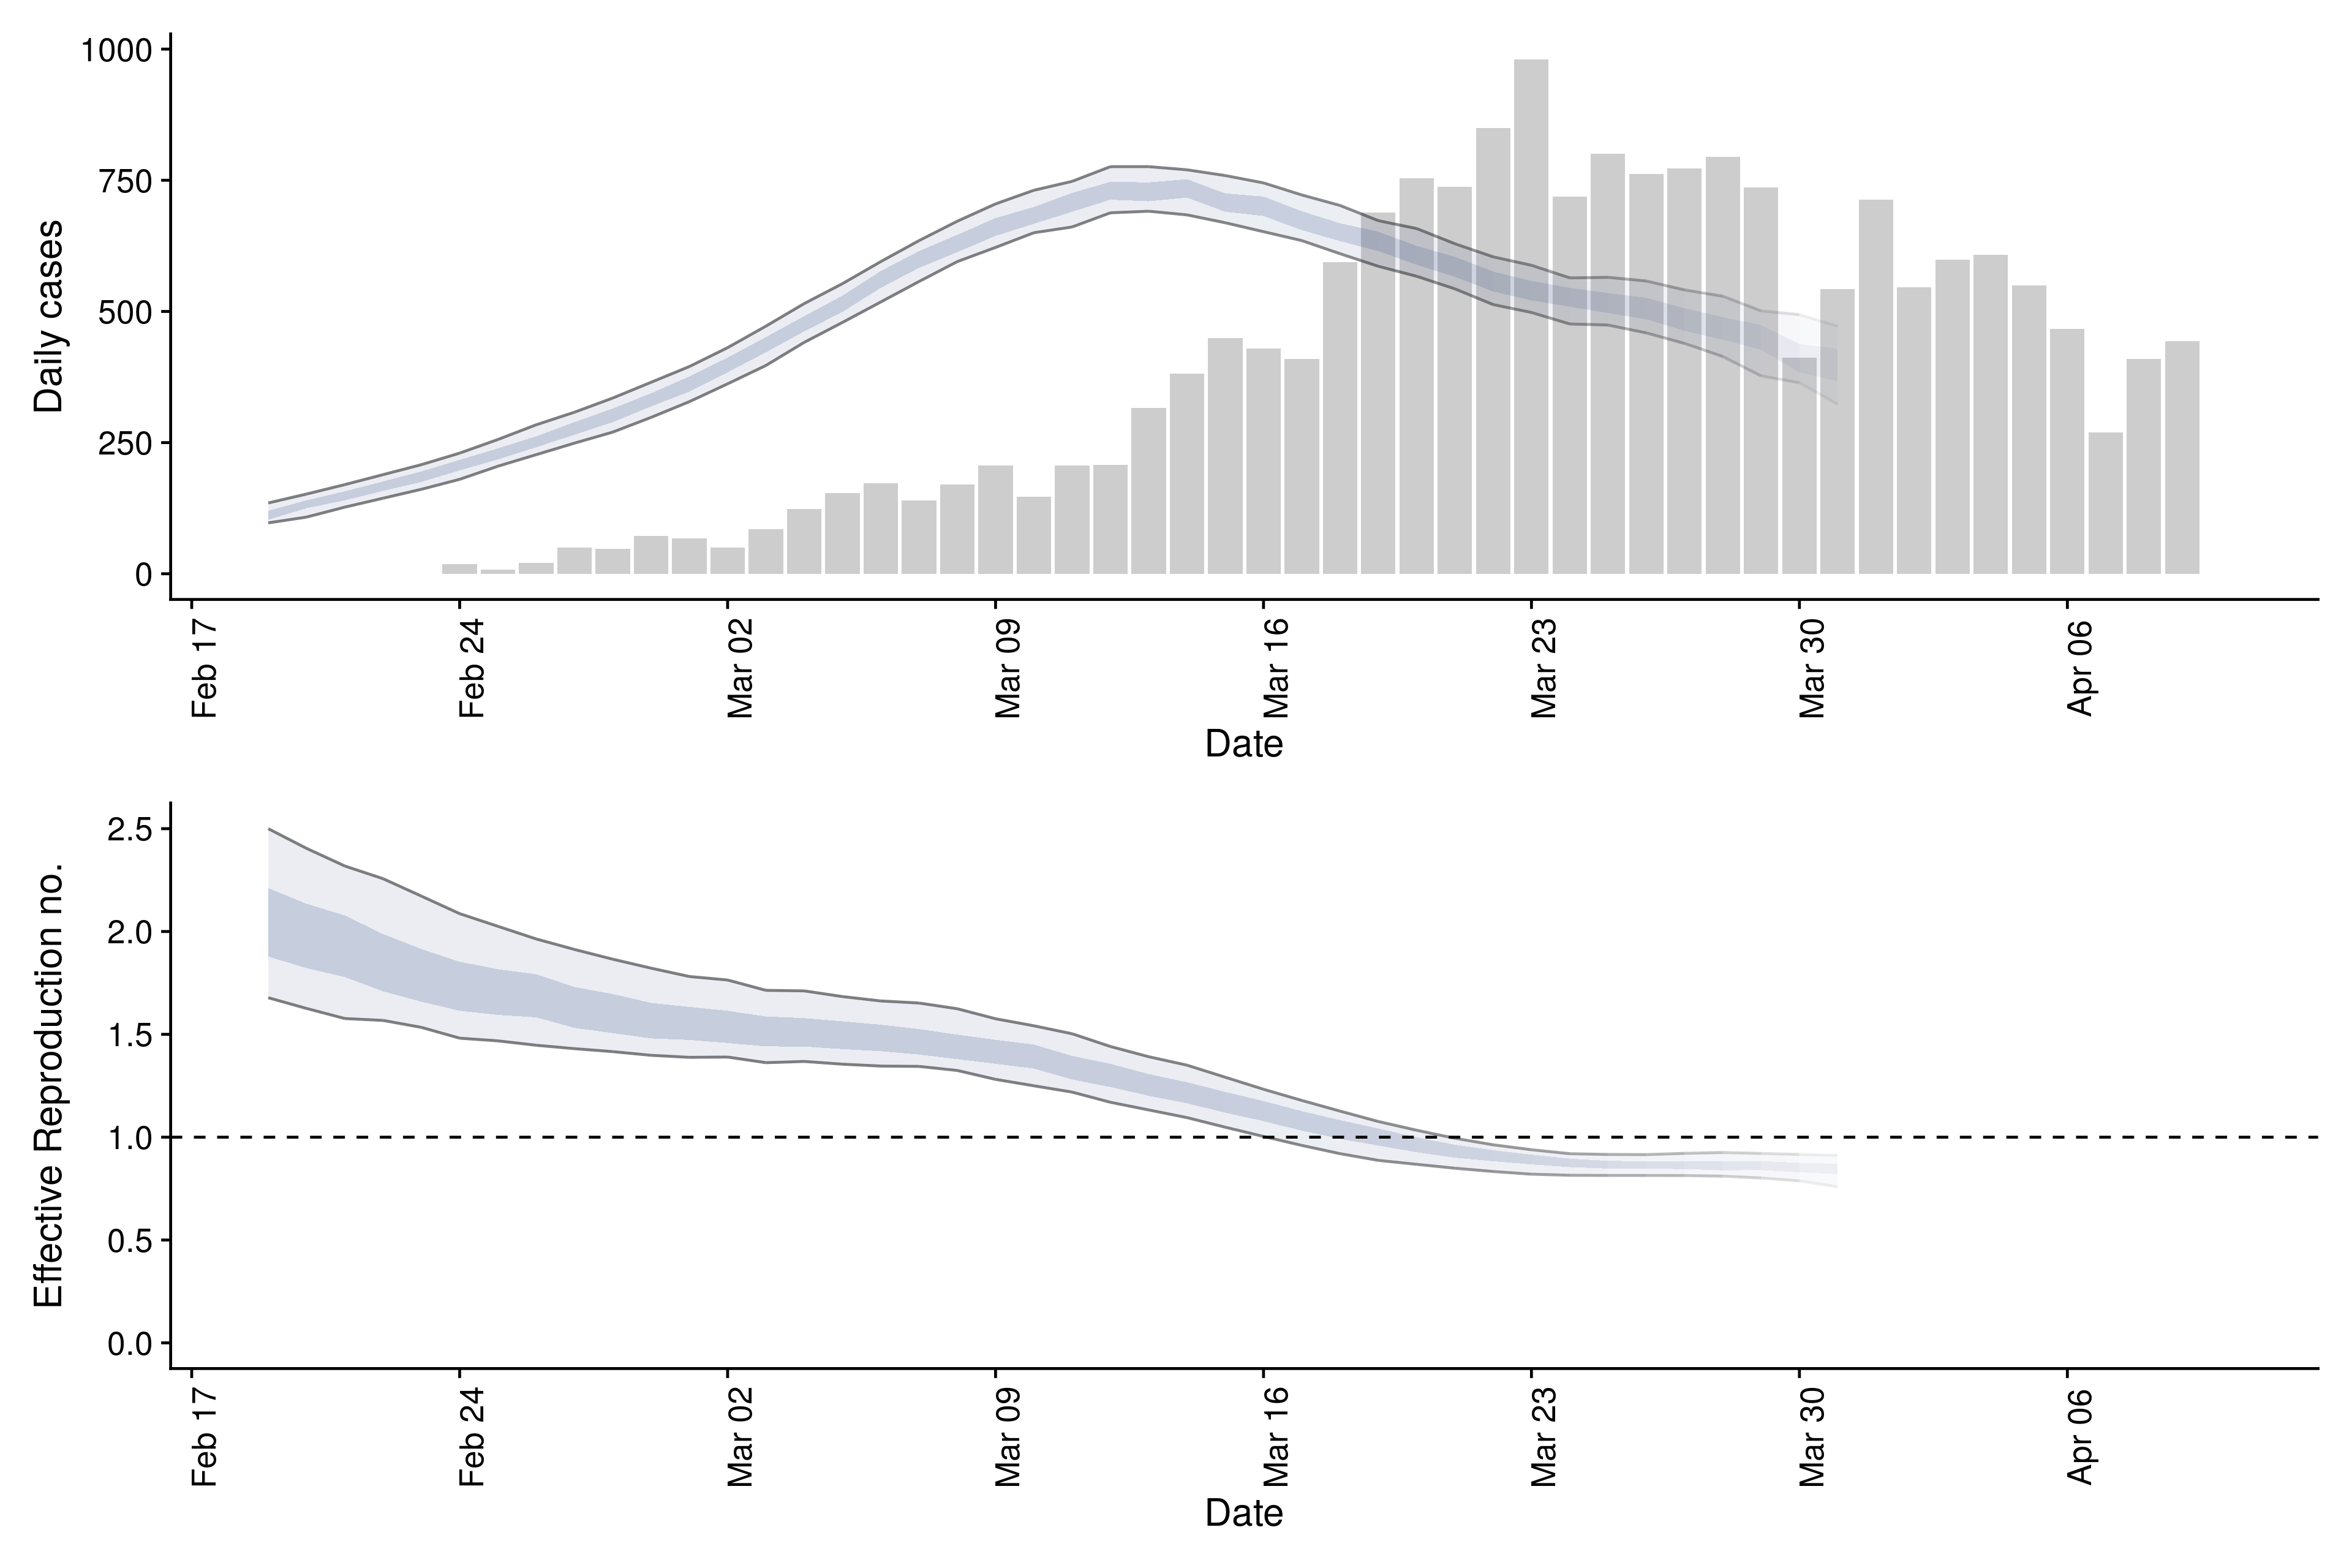 1000
750
500
250
0
Daily cases
Feb 17
Feb 24
Mar 02
Mar 09
Mar 16
Mar 23
Mar 30
Apr 06
Date
2.5
2.0
1.5
1.0
0.5
0.0
Effective Reproduction no.
Feb 17
Feb 24
Mar 02
Mar 09
Mar 16
Mar 23
Mar 30
Apr 06
Date